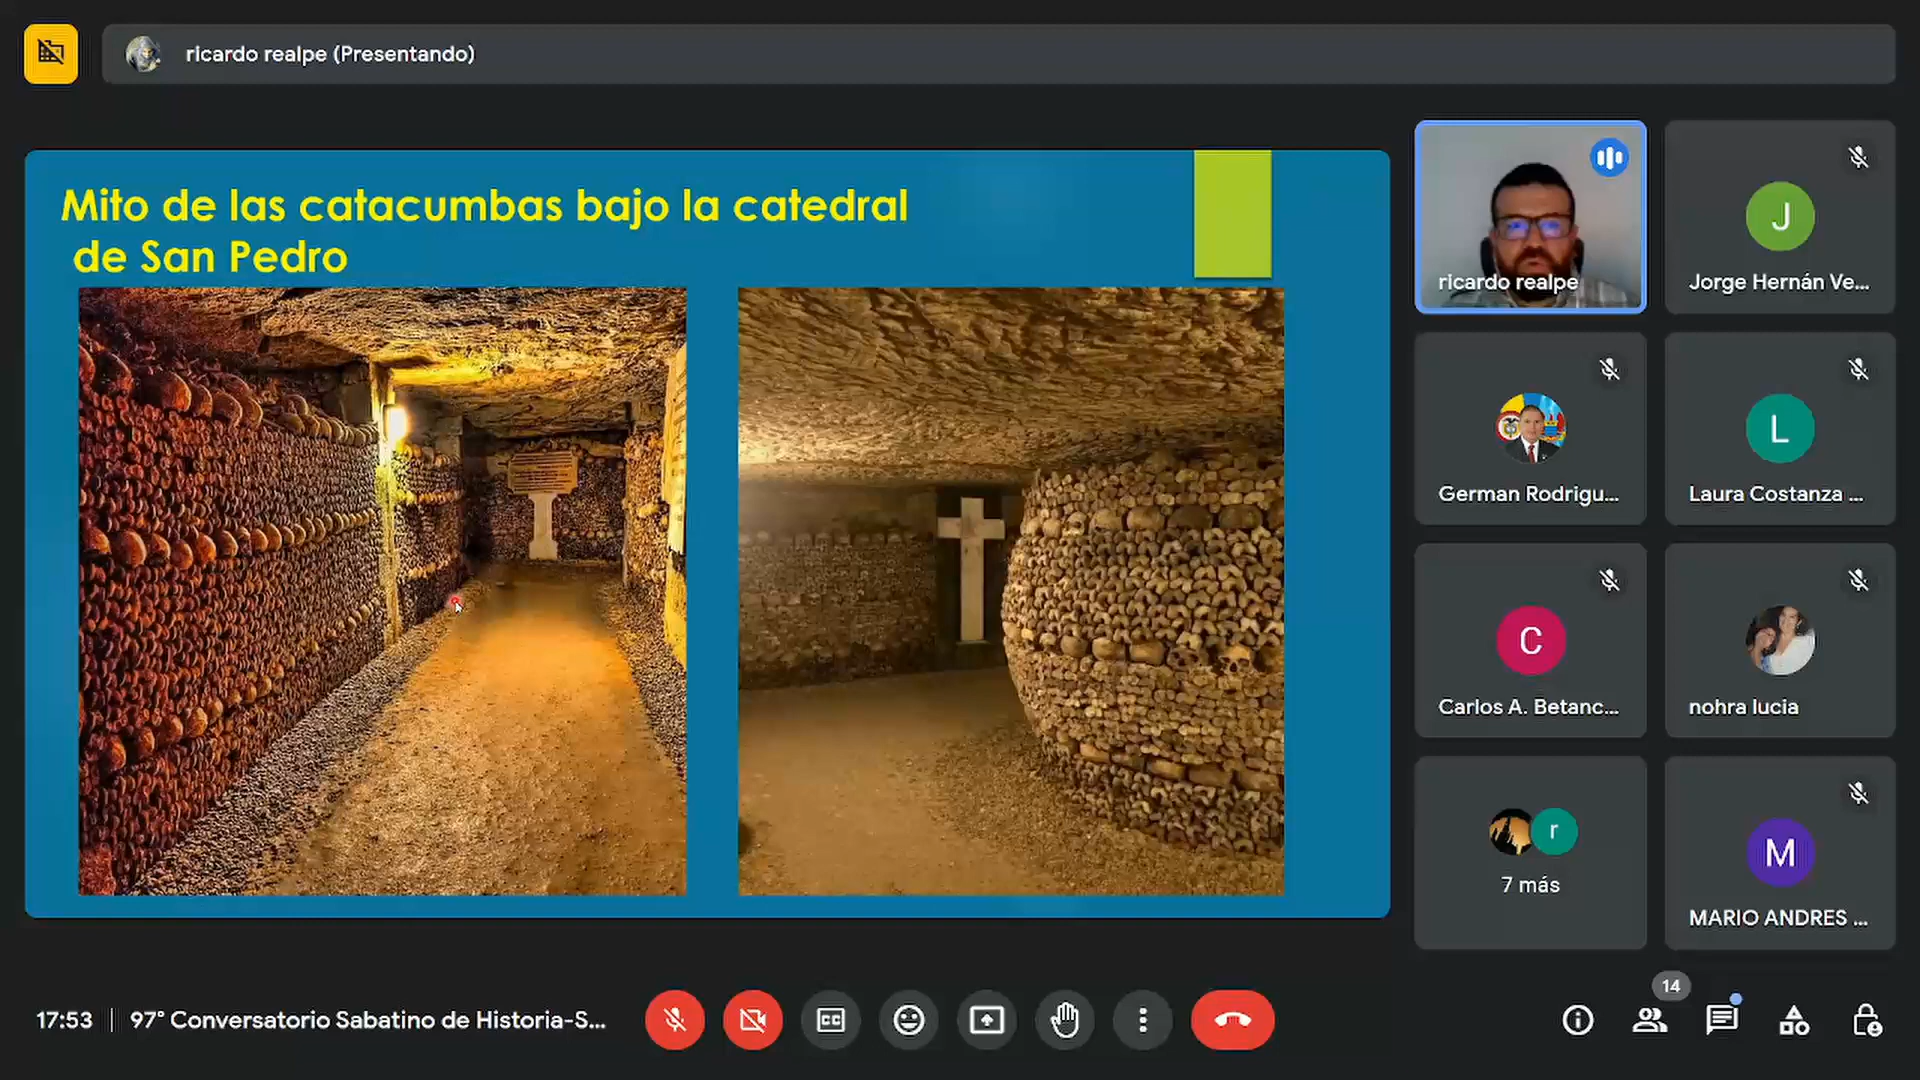 ricardo realpe (Presentando)
Mito de las catacumbas bajo la catedral
de San Pedro
ricardo realpe
J
Jorge Hernán Ve...
German Rodrigu...
L
Laura Costanza ...
C
Carlos A. Betanc...
nohra lucia
r
7 más
M
MARIO ANDRES ...
17:53
97° Conversatorio Sabatino de Historia-S...
CC
14